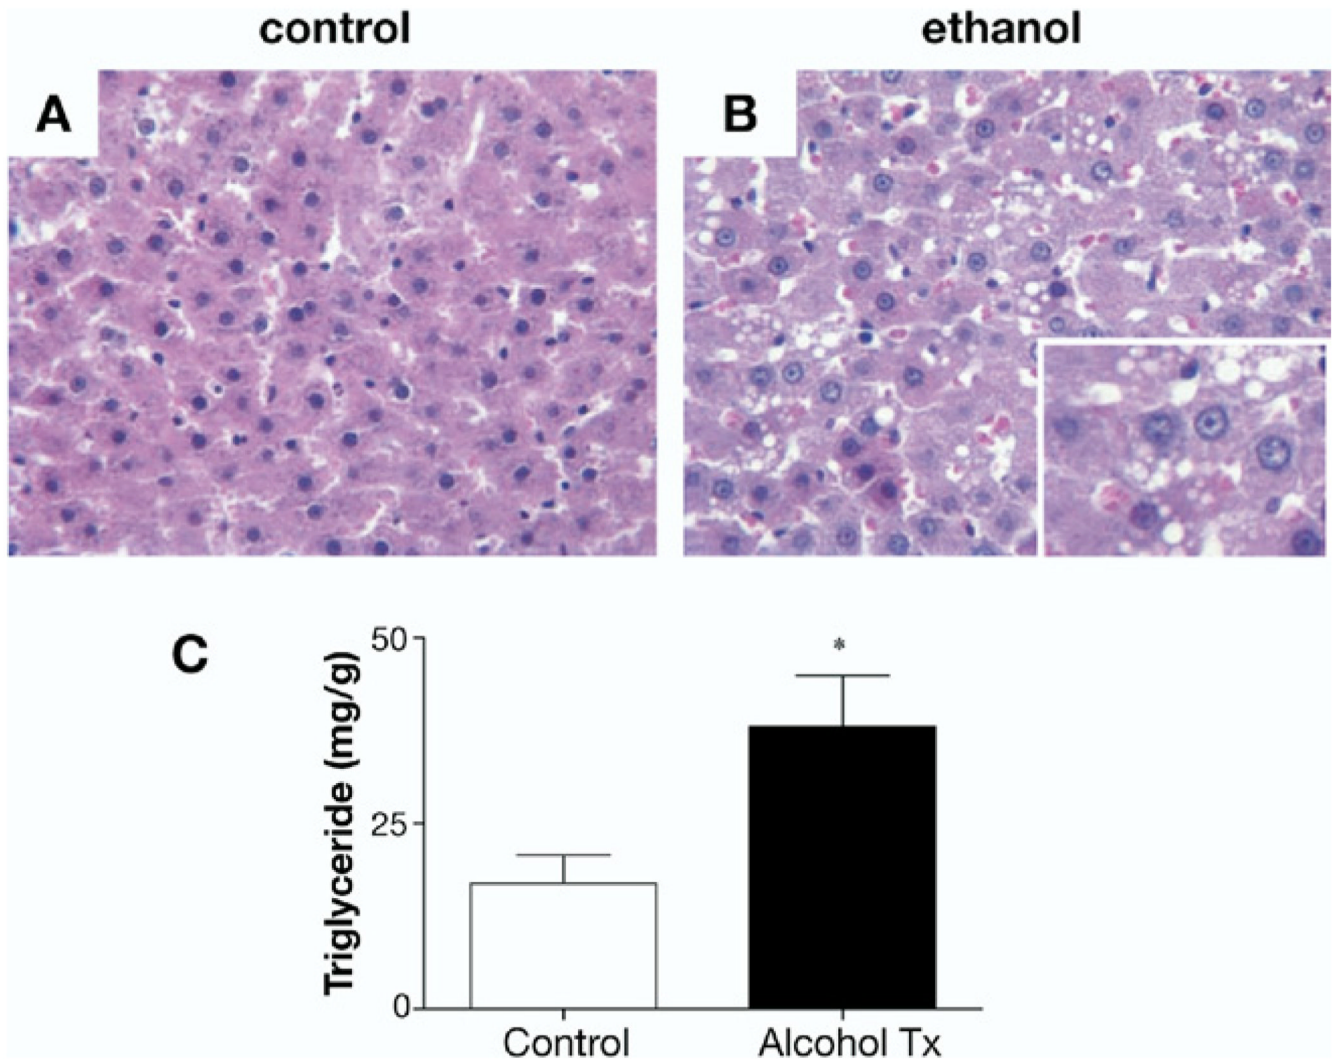 control
ethanol
A
B
C
Triglyceride (mg/g)
50
25
0
*
Control
Alcohol Tx